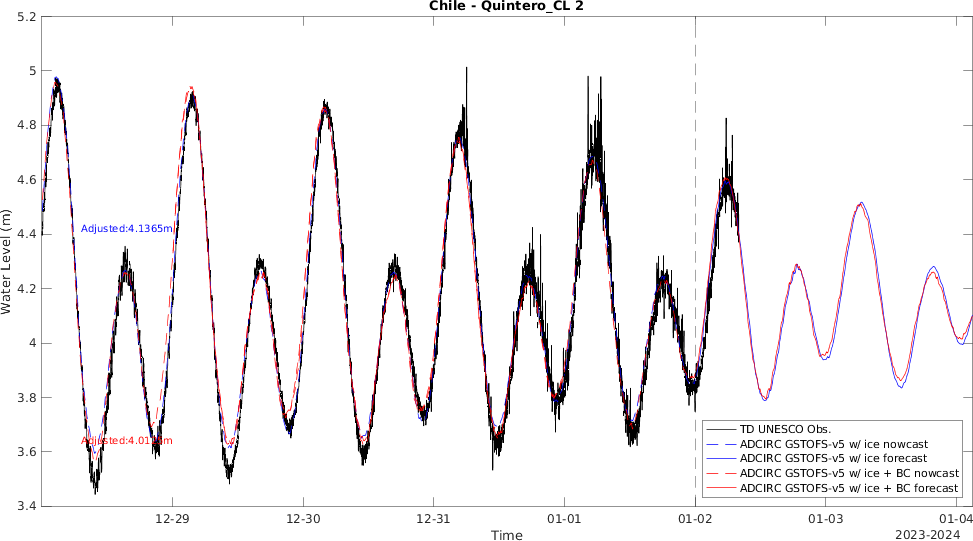 Chile - Quintero_CL 2
5.2
5
4.8
4.6
4.4
4.2
4
3.8
3.6
3.4
Water Level (m)
Adjusted:4.1365m
TD UNESCO Obs.
ADCIRC GSTOFS-v5 w/ ice nowcast
ADCIRC GSTOFS-v5 w/ ice forecast
ADCIRC GSTOFS-v5 w/ ice + BC nowcast
ADCIRC GSTOFS-v5 w/ ice + BC forecast
12-29
12-30
12-31
01-01
01-02
01-03
01-04
Time
2023-2024